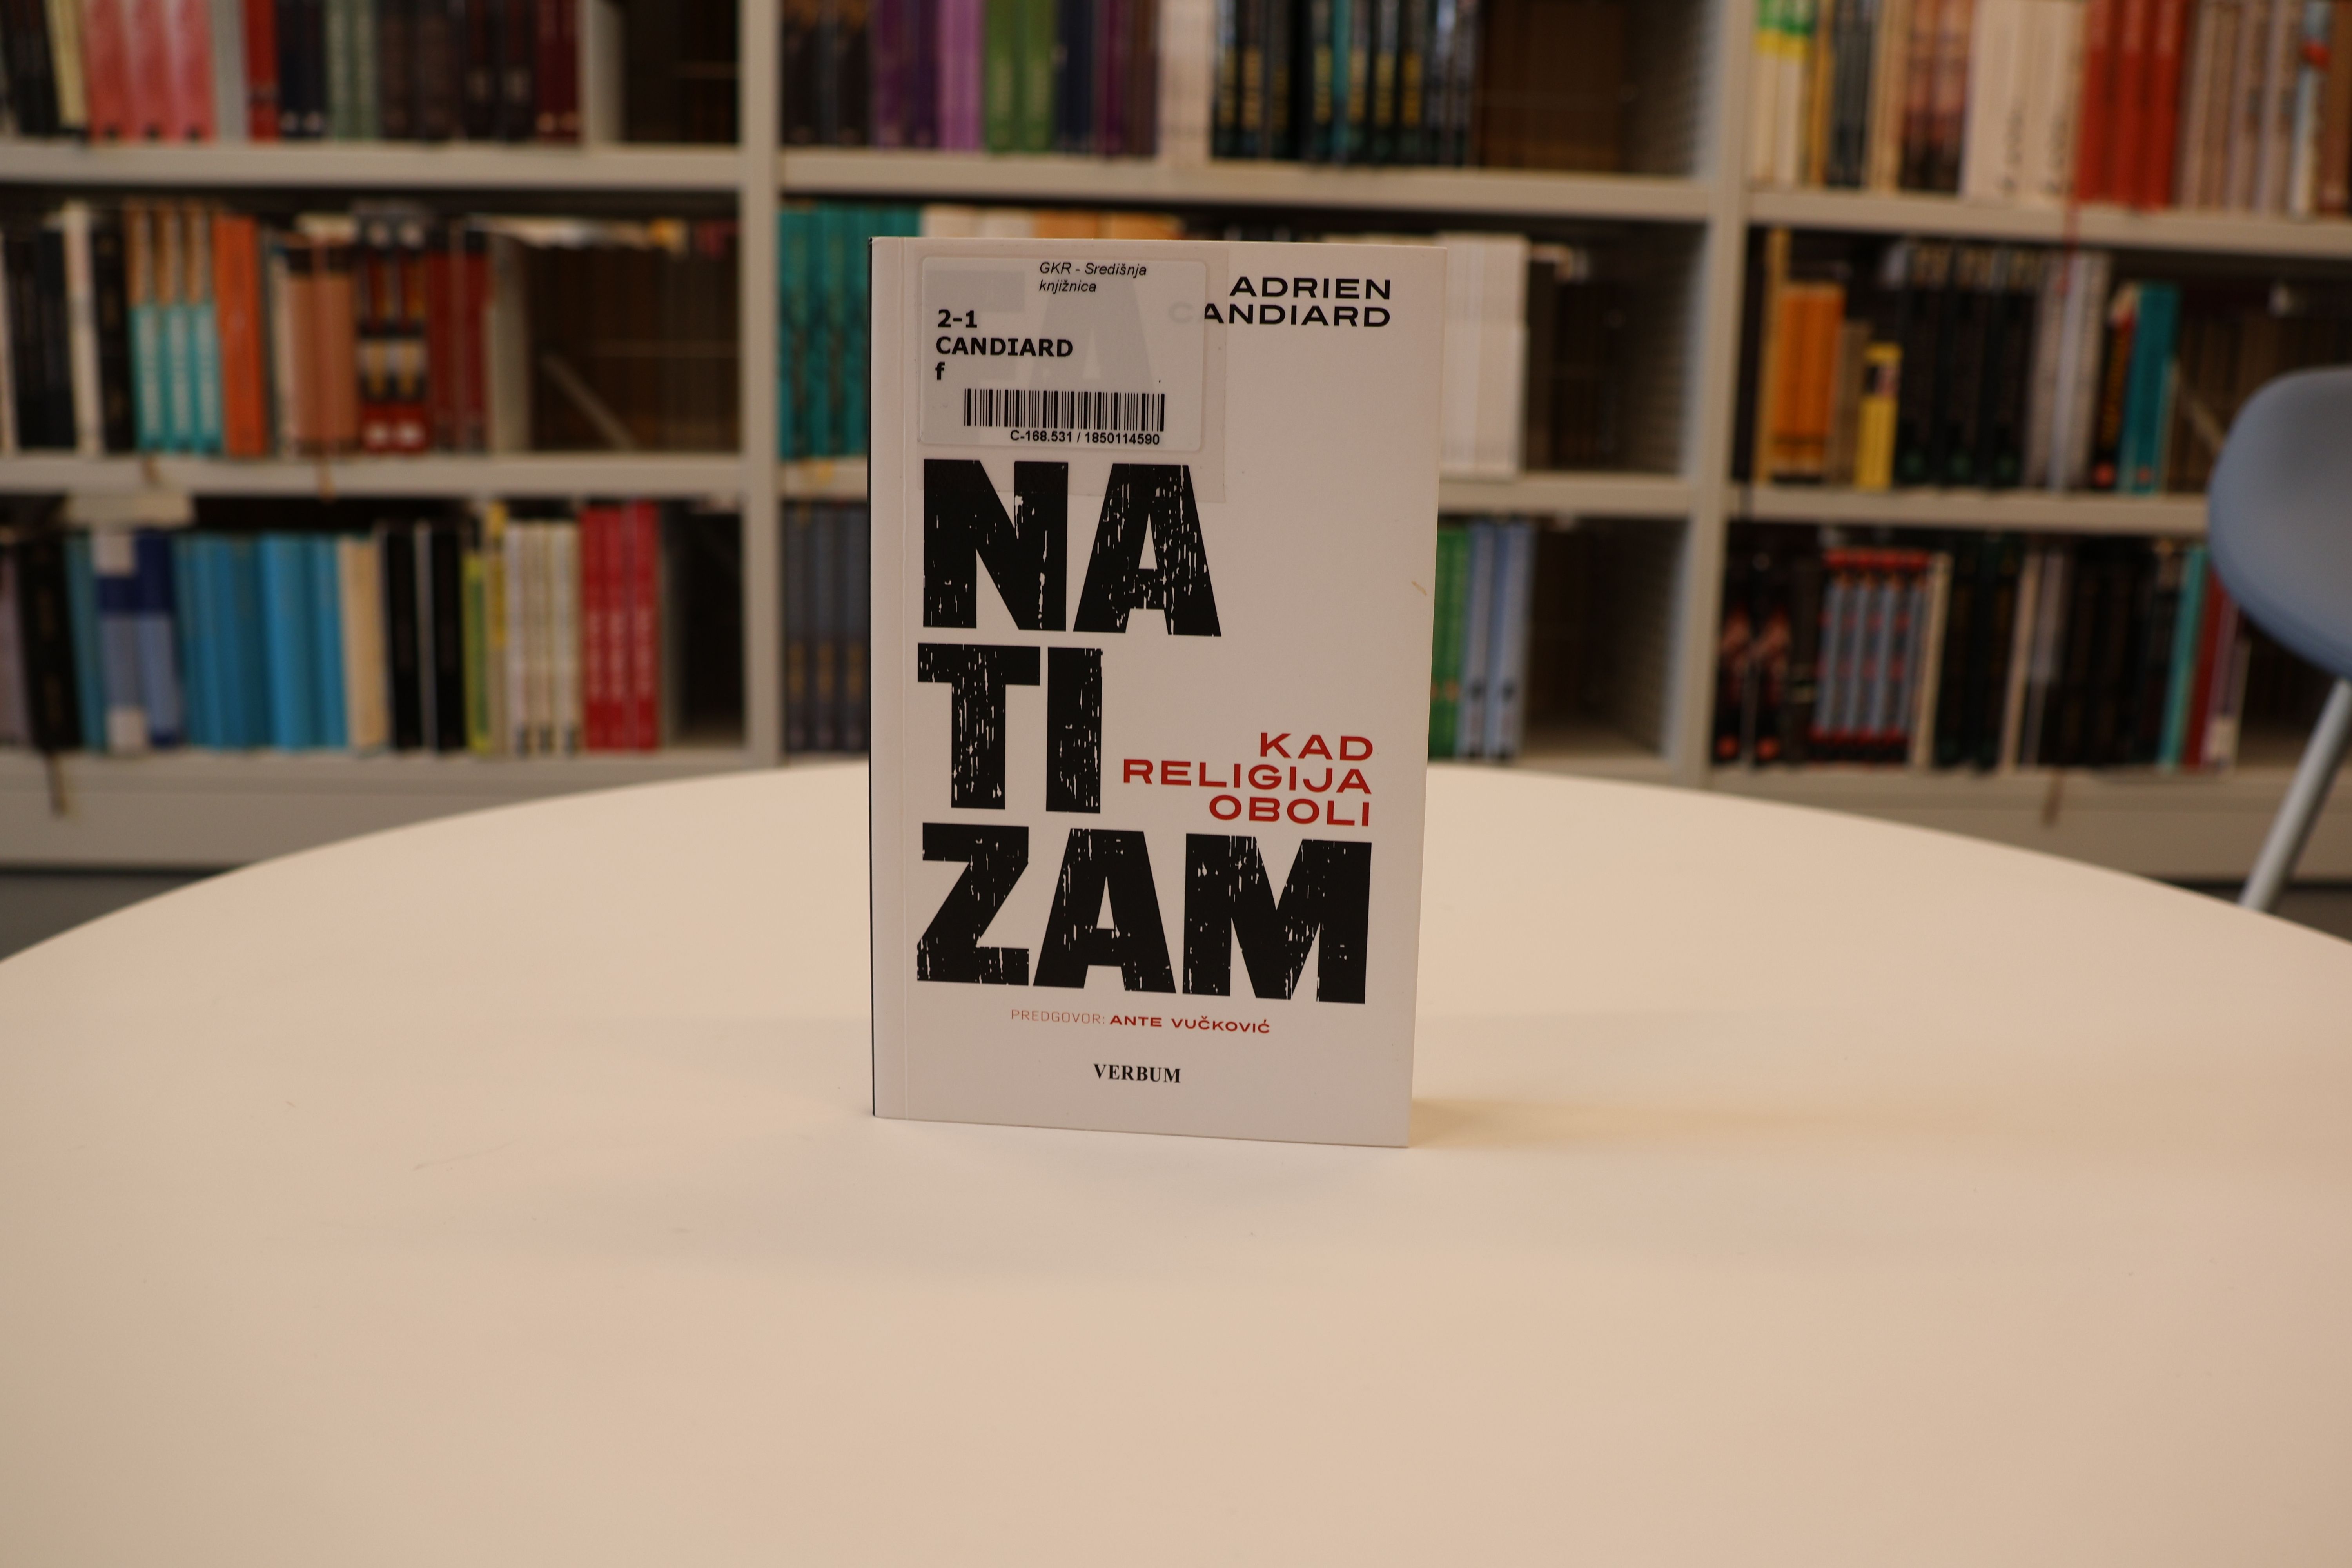 GKR - Središnja
knjižnica
2-1
CANDIARD
f
C-168.531 / 1850114590
ADRIEN
CANDIARD
FA
NA
TI
ZAM
KAD
RELIGIJA
OBOLI
PREDGOVOR: ANTE VUČKOVIĆ
VERBUM